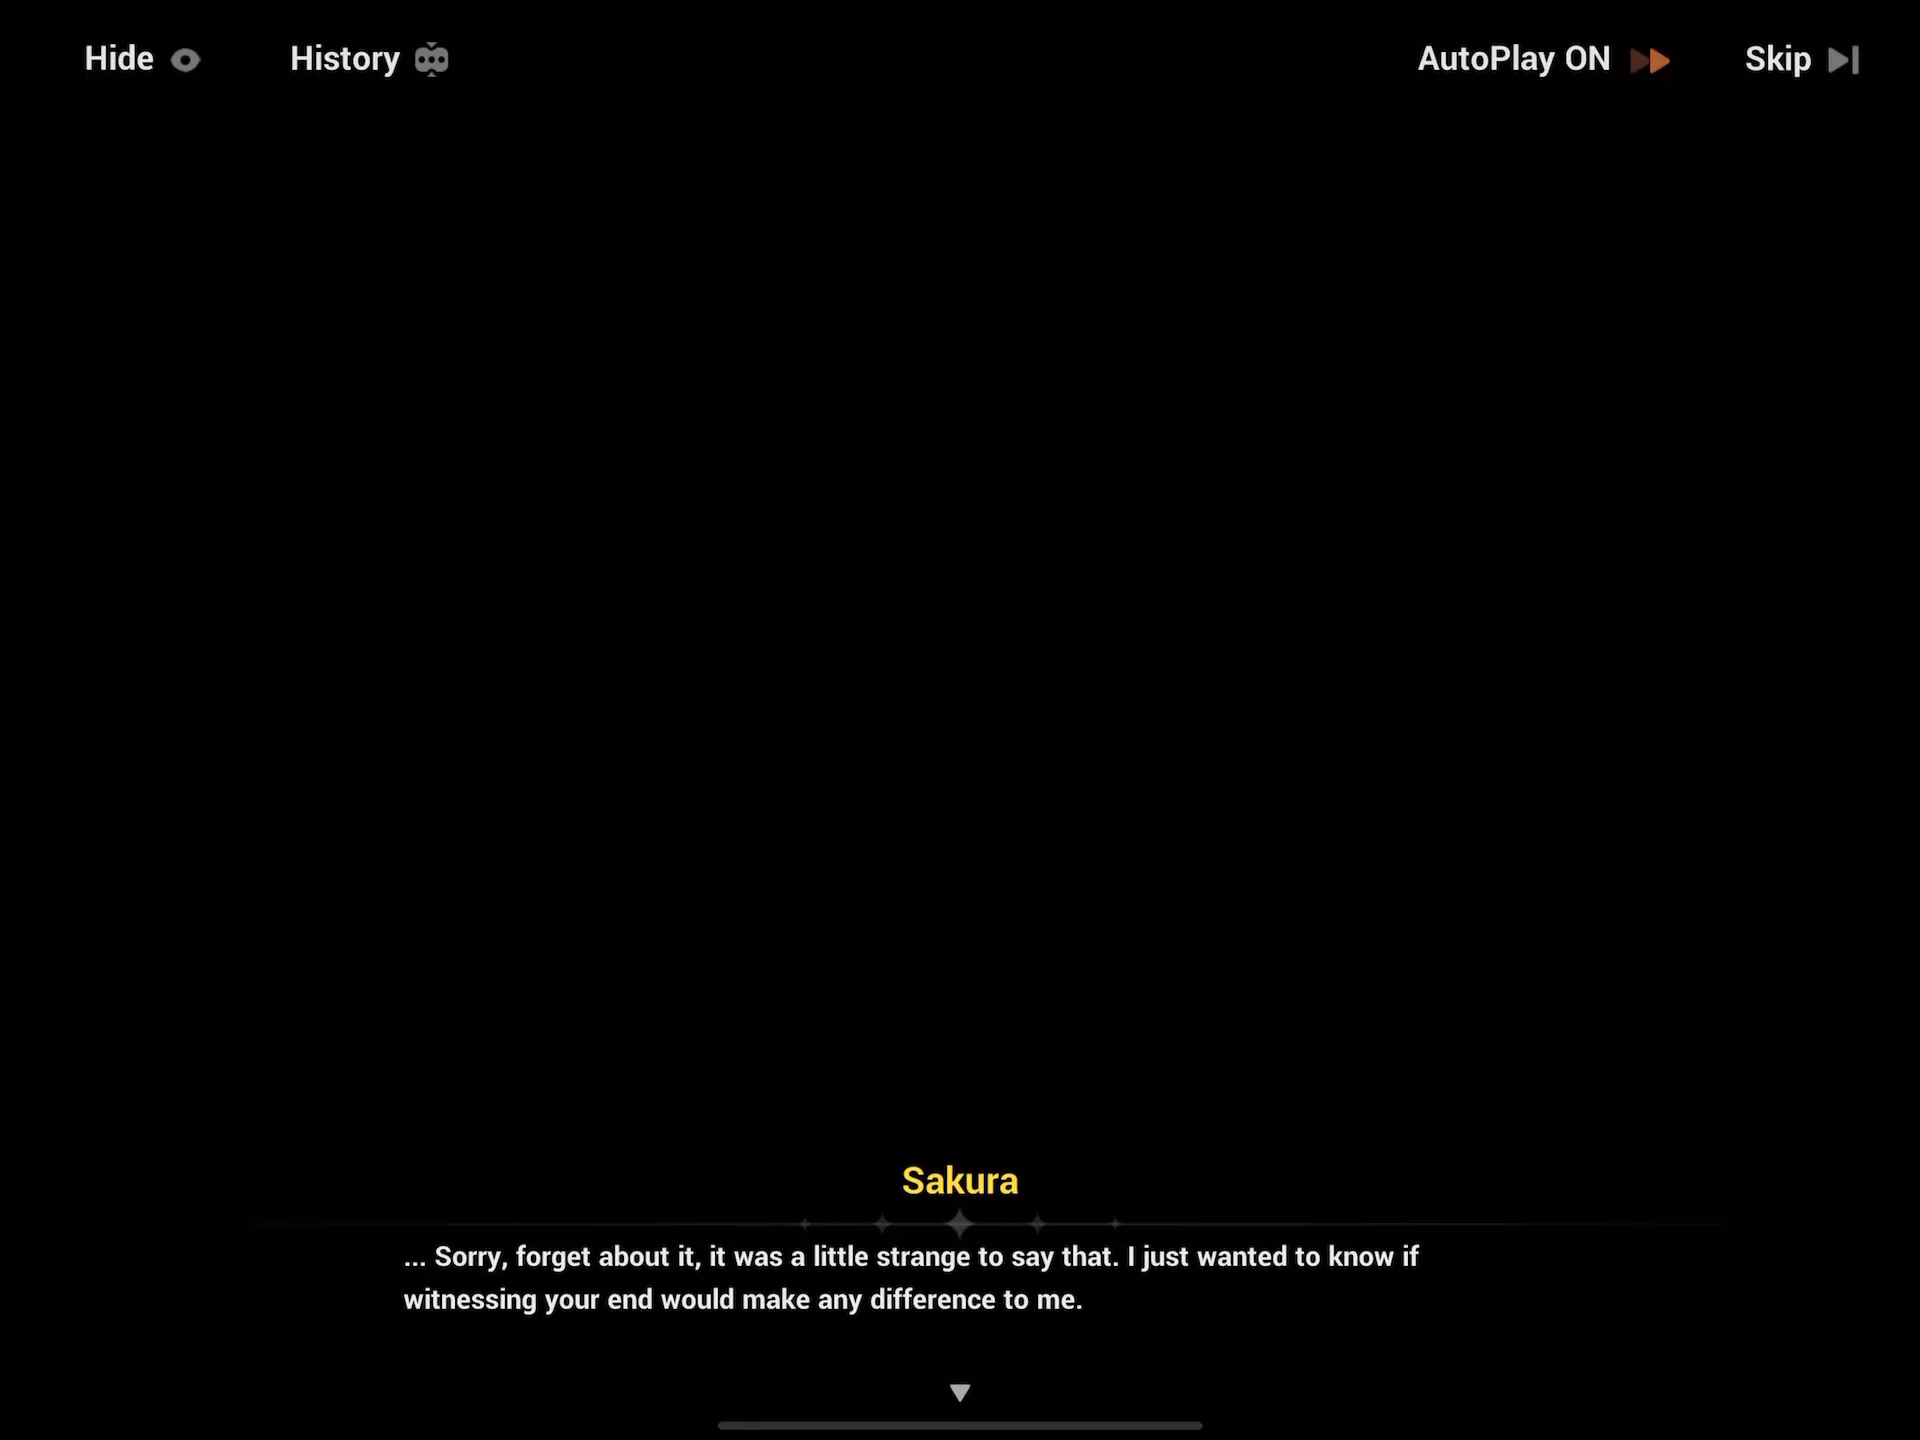 Hide
History
AutoPlay ON
Skip
Sakura
... Sorry, forget about it, it was a little strange to say that. I just wanted to know if
witnessing your end would make any difference to me.